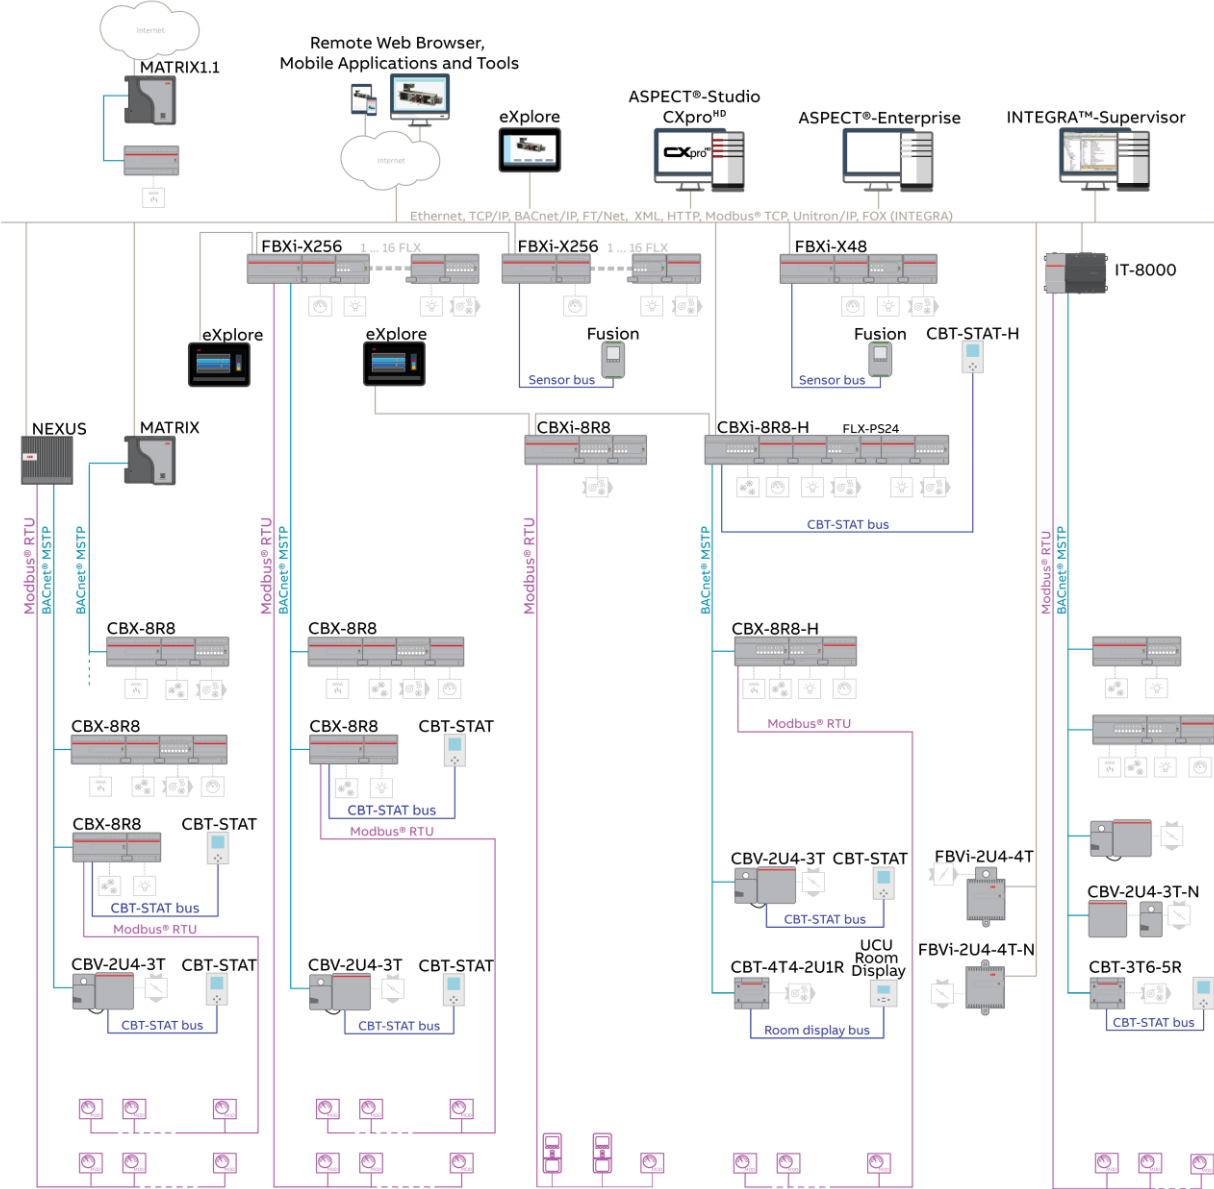 Internet
MATRIX1.1
Remote Web Browser,
Mobile Applications and Tools
Internet
eXplore
ASPECT®-Studio
CXproᴴᴰ
CXproᴴᴰ
ASPECT®-Enterprise
INTEGRA™-Supervisor
Ethernet, TCP/IP, BACnet/IP, FT/Net, XML, HTTP, Modbus® TCP, Unitron/IP, FOX (INTEGRA)
FBXi-X256
1 ... 16 FLX
FBXi-X256
1 ... 16 FLX
FBXi-X48
IT-8000
eXplore
eXplore
Fusion
Fusion
CBT-STAT-H
Sensor bus
Sensor bus
NEXUS
MATRIX
CBXi-8R8
CBXi-8R8-H
FLX-PS24
CBT-STAT bus
Modbus® RTU
BACnet® MSTP
BACnet® MSTP
Modbus® RTU
BACnet® MSTP
Modbus® RTU
BACnet® MSTP
Modbus® RTU
BACnet® MSTP
CBX-8R8
CBX-8R8
CBX-8R8-H
CBX-8R8
CBX-8R8
CBT-STAT
Modbus® RTU
CBT-STAT bus
Modbus® RTU
CBX-8R8
CBT-STAT
CBV-2U4-3T
CBT-STAT
FBVi-2U4-4T
CBV-2U4-3T-N
CBT-STAT bus
Modbus® RTU
CBT-STAT bus
UCU
Room
Display
FBVi-2U4-4T-N
CBV-2U4-3T
CBT-STAT
CBV-2U4-3T
CBT-STAT
CBT-4T4-2U1R
CBT-3T6-5R
CBT-STAT bus
CBT-STAT bus
Room display bus
CBT-STAT bus